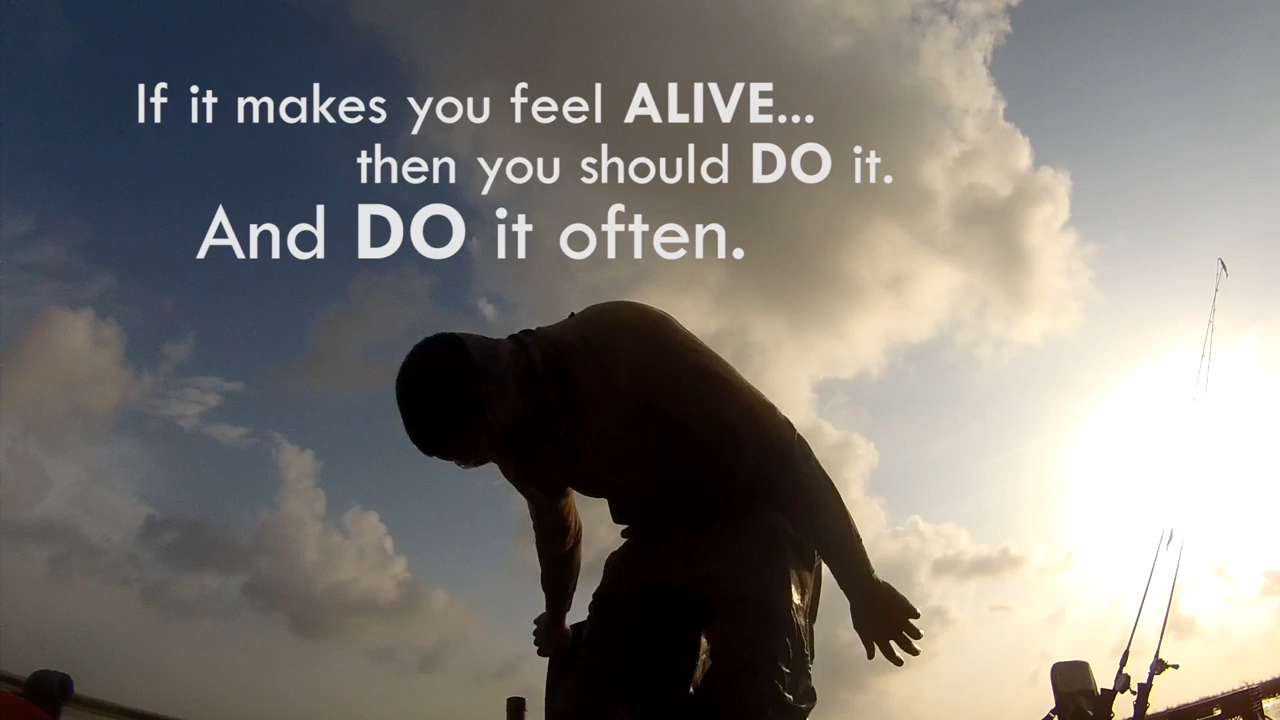 If it makes you feel ALIVE...
then you should DO it.
And DO it often.